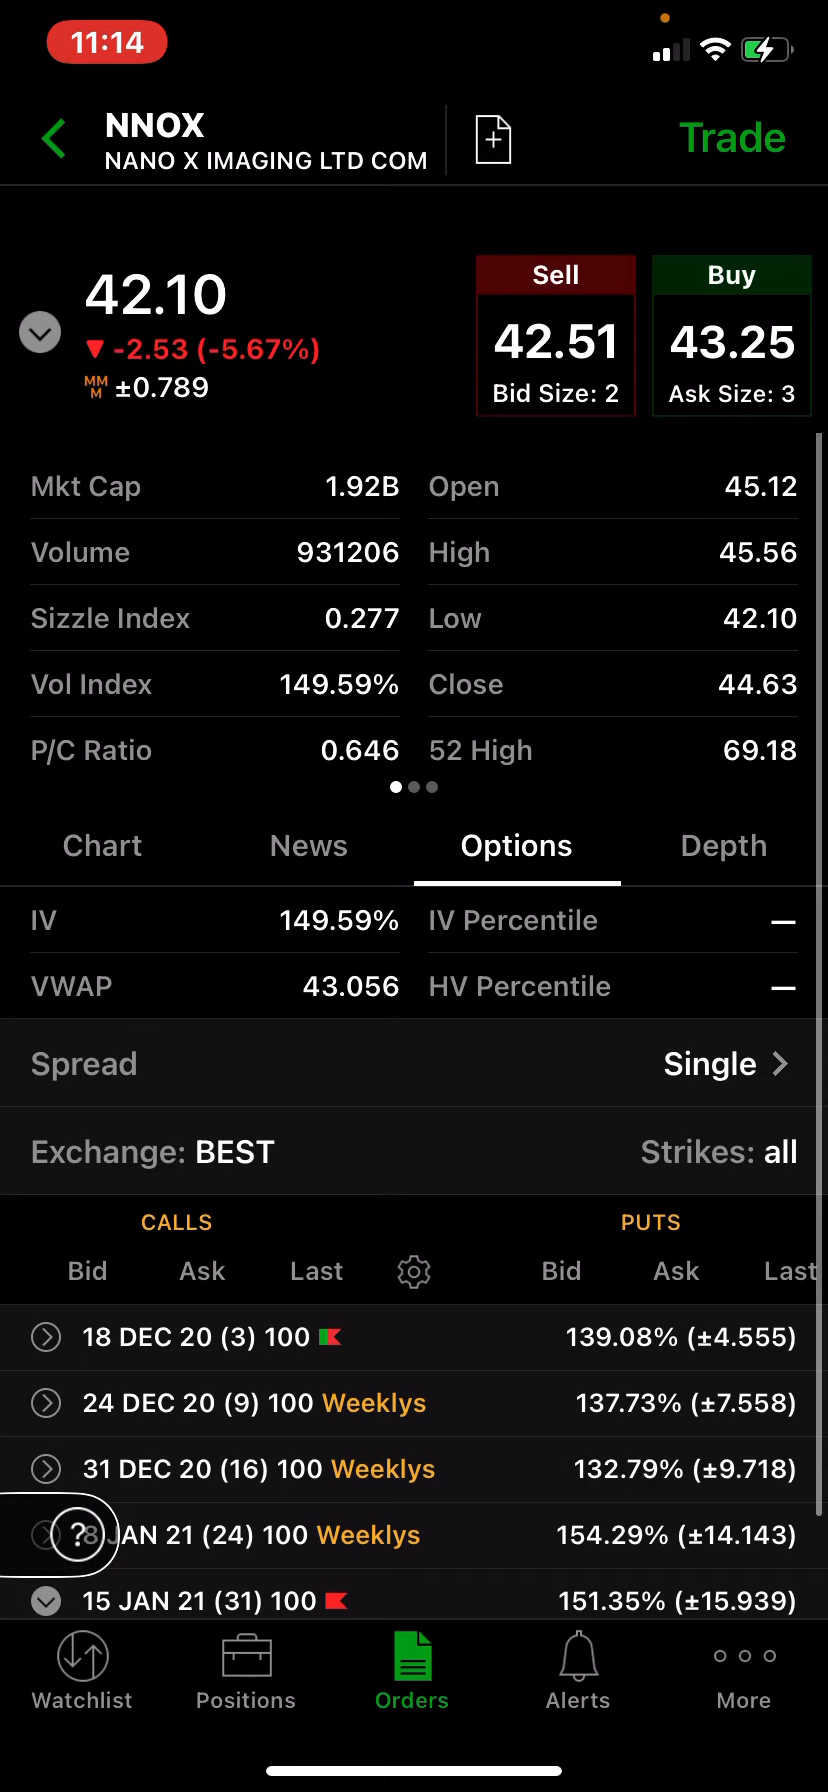 11:14
NNOX
NANO X IMAGING LTD COM
Trade
42.10
-2.53 (-5.67%)
MM
M
±0.789
Sell
42.51
Bid Size: 2
Buy
43.25
Ask Size: 3
Mkt Cap 1.92B Open 45.12
Volume 931206 High 45.56
Sizzle Index 0.277 Low 42.10
Vol Index 149.59% Close 44.63
P/C Ratio 0.646 52 High 69.18
Chart News Options Depth
IV 149.59% IV Percentile —
VWAP 43.056 HV Percentile —
Spread Single
Exchange: BEST Strikes: all
CALLS PUTS
Bid Ask Last Bid Ask Last
18 DEC 20 (3) 100 139.08% (±4.555)
24 DEC 20 (9) 100 Weeklys 137.73% (±7.558)
31 DEC 20 (16) 100 Weeklys 132.79% (±9.718)
? 8 JAN 21 (24) 100 Weeklys 154.29% (±14.143)
15 JAN 21 (31) 100 151.35% (±15.939)
Watchlist Positions Orders Alerts More